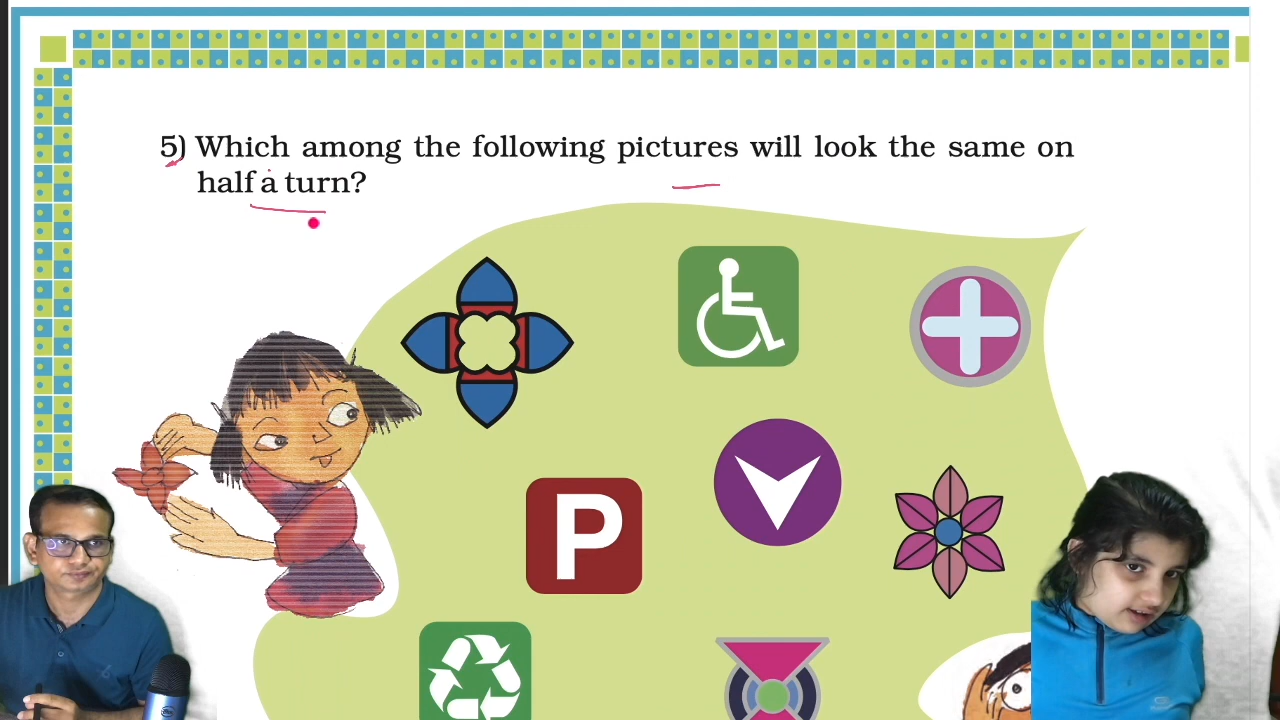 5) Which among the following pictures will look the same on
half a turn?
P